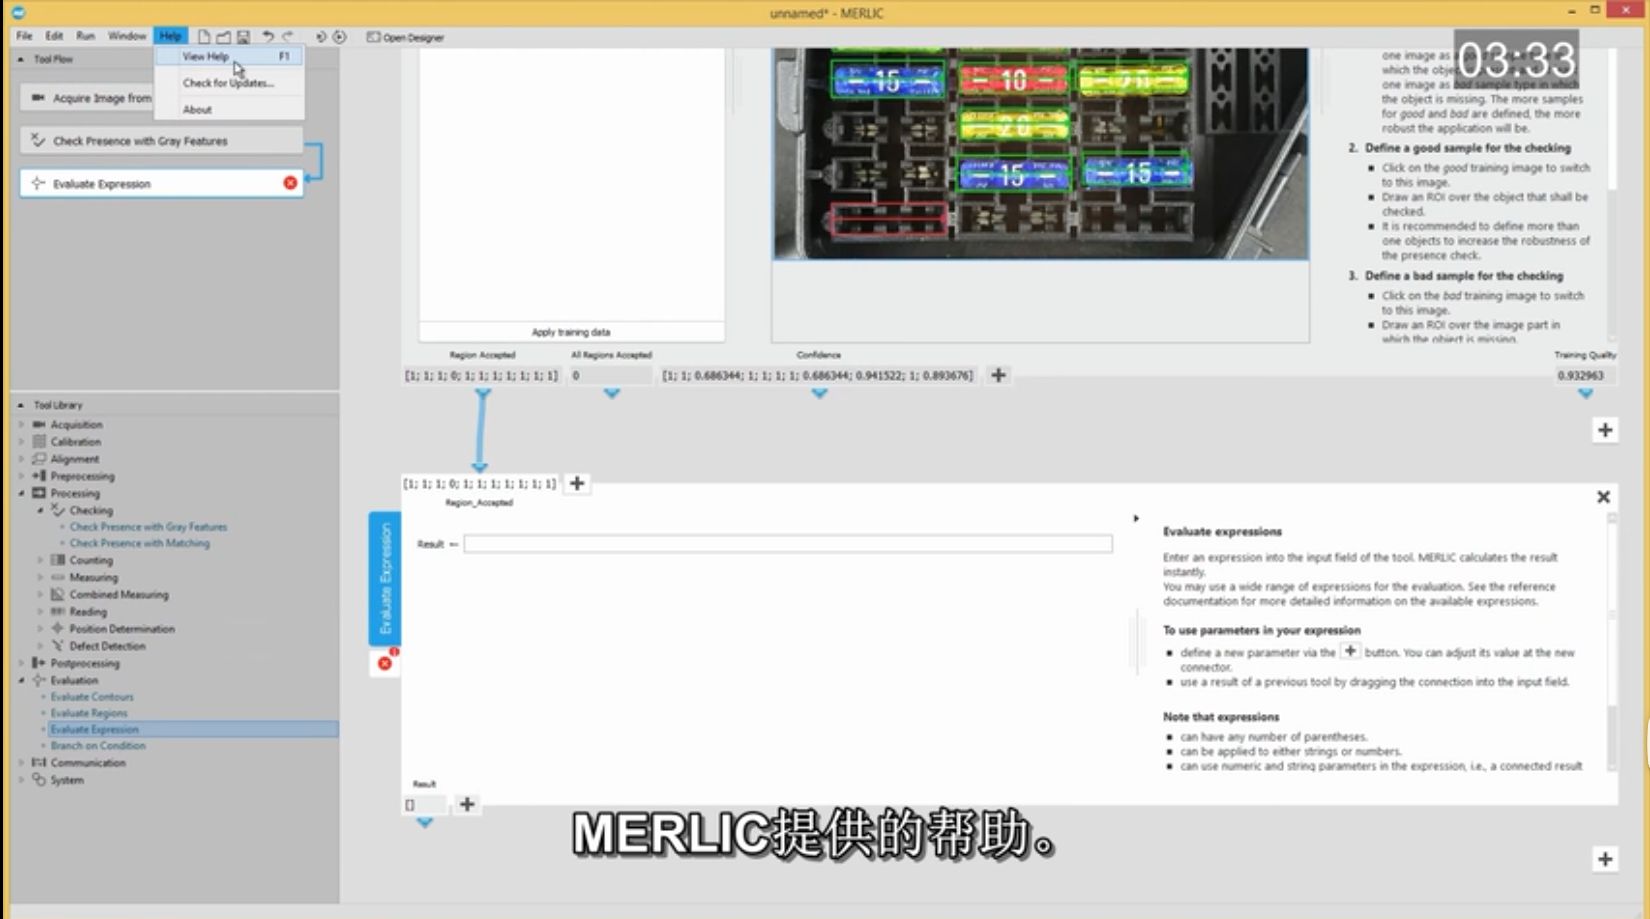 unnamed* - MERLIC
File Edit Run Window Help Open Designer
03:33
Tool Flow
View Help F1
Check for Updates...
About
Acquire Image from
Check Presence with Gray Features
Evaluate Expression
15 10 20
20
15 15
one image as
which the
one image as bad sample type in which
the object is missing. The more samples
for good and bad are defined, the more
robust the application will be.
2. Define a good sample for the checking
Click on the good training image to switch
to this image.
Draw an ROI over the object that shall be
checked.
It is recommended to define more than
one objects to increase the robustness of
the presence check.
3. Define a bad sample for the checking
Click on the bad training image to switch
to this image.
Draw an ROI over the image part in
which the object is missing.
Apply training data
Region Accepted All Regions Accepted Confidence Training Quality
[1; 1; 1; 0; 1; 1; 1; 1; 1; 1; 1] 0 [1; 1; 0.686344; 1; 1; 1; 1; 0.686344; 0.941522; 1; 0.893676] 0.932963
Tool Library
Acquisition
Calibration
Alignment
Preprocessing
Processing
Checking
Check Presence with Gray Features
Check Presence with Matching
Counting
Measuring
Combined Measuring
Reading
Position Determination
Defect Detection
Postprocessing
Evaluation
Evaluate Contours
Evaluate Regions
Evaluate Expression
Branch on Condition
Communication
System
[1; 1; 1; 0; 1; 1; 1; 1; 1; 1; 1]
Region_Accepted
Evaluate Expression
1
Result
Evaluate expressions
Enter an expression into the input field of the tool. MERLIC calculates the result
instantly.
You may use a wide range of expressions for the evaluation. See the reference
documentation for more detailed information on the available expressions.
To use parameters in your expression
define a new parameter via the + button. You can adjust its value at the new
connector.
use a result of a previous tool by dragging the connection into the input field.
Note that expressions
can have any number of parentheses.
can be applied to either strings or numbers.
can use numeric and string parameters in the expression, i.e., a connected result
Result
[]
MERLIC提供的帮助。